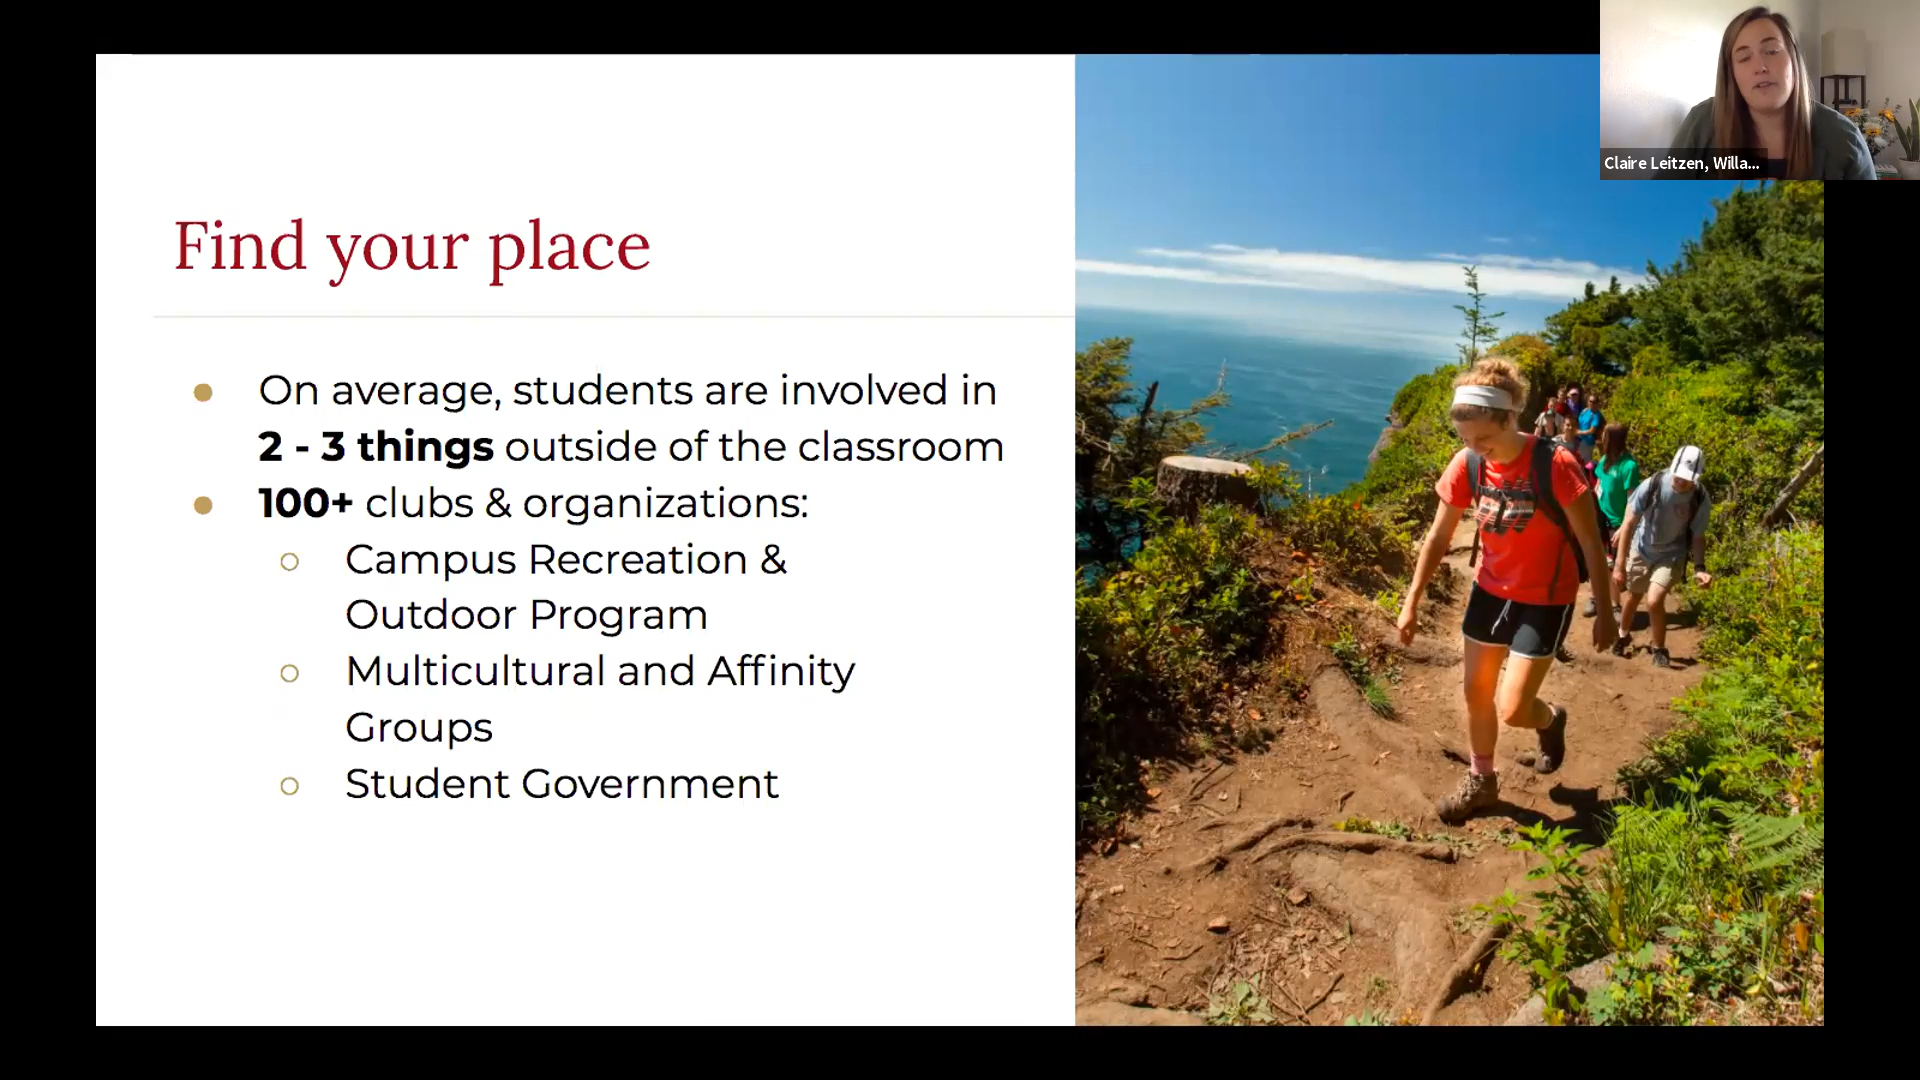 Claire Leitzen, Willa...
Find your place
On average, students are involved in
2 - 3 things outside of the classroom
100+ clubs & organizations:
Campus Recreation &
Outdoor Program
Multicultural and Affinity
Groups
Student Government